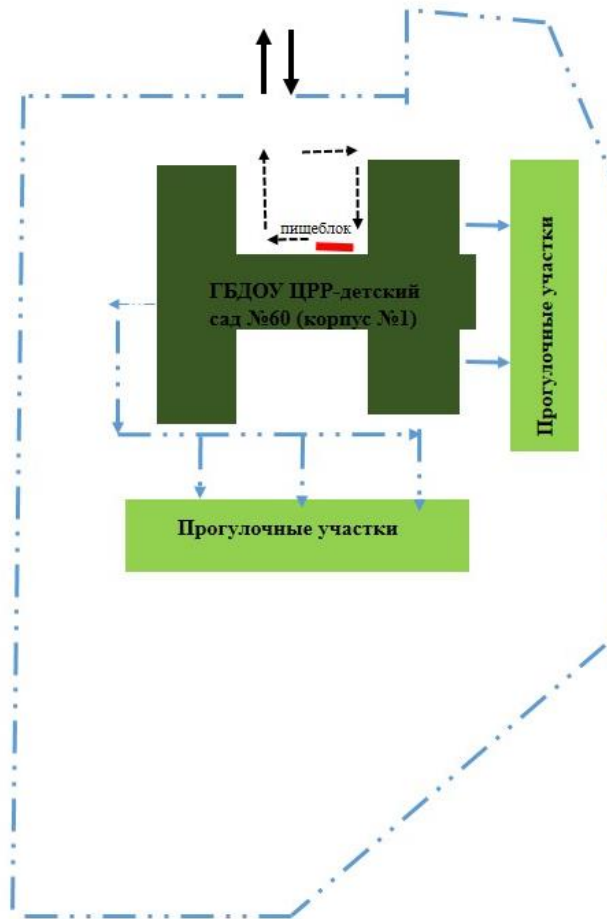 пищеблок
ГБДОУ ЦРР-детский
сад №60 (корпус №1)
Прогулочные участки
Прогулочные участки